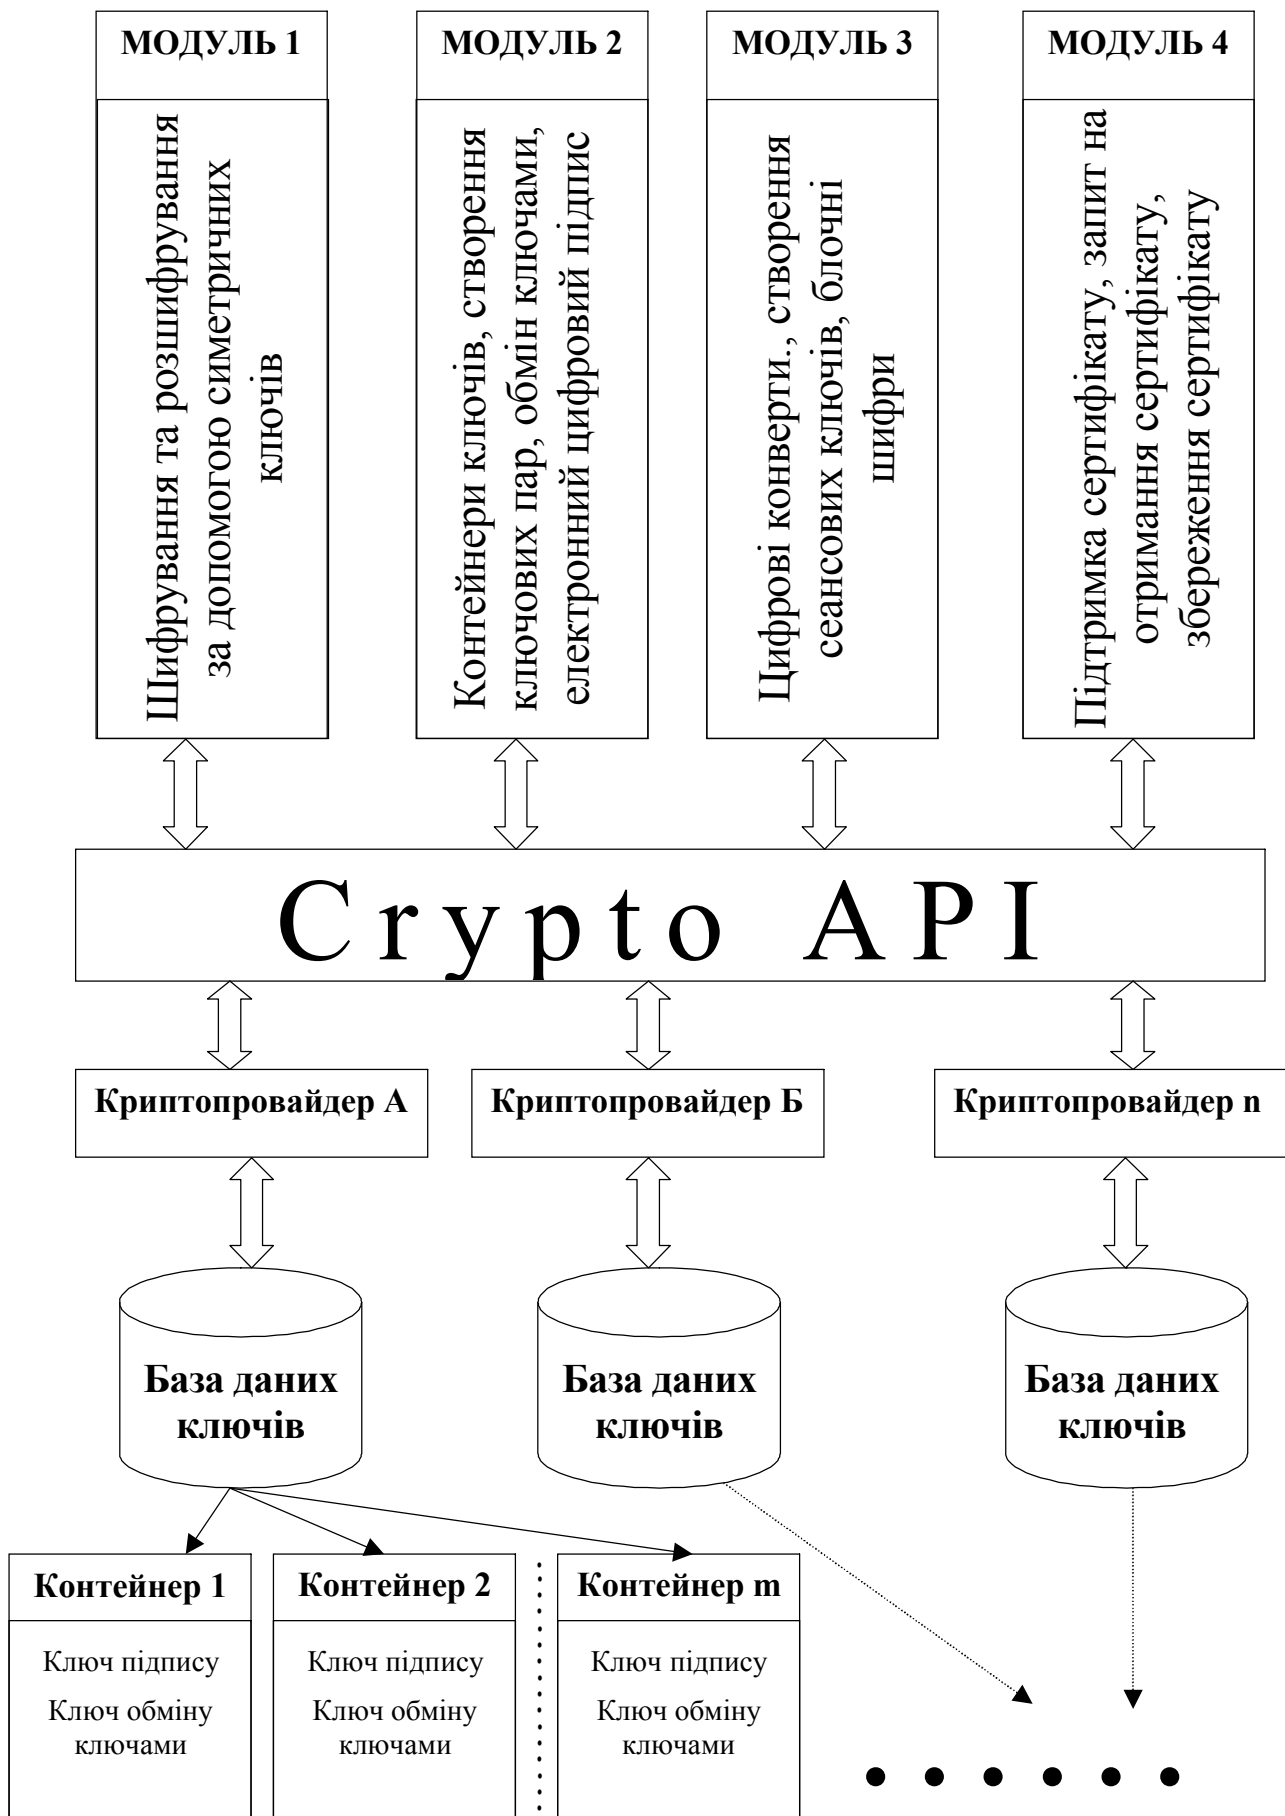 МОДУЛЬ 1
Шифрування та розшифрування
за допомогою симетричних
ключів
МОДУЛЬ 2
Контейнери ключів, створення
ключових пар, обмін ключами,
електронний цифровий підпис
МОДУЛЬ 3
Цифрові конверти., створення
сеансових ключів, блочні
шифри
МОДУЛЬ 4
Підтримка сертифікату, запит на
отримання сертифікату,
збереження сертифікату
Crypto API
Криптопровайдер А
Криптопровайдер Б
Криптопровайдер n
База даних
ключів
База даних
ключів
База даних
ключів
Контейнер 1
Ключ підпису
Ключ обміну
ключами
Контейнер 2
Ключ підпису
Ключ обміну
ключами
Контейнер m
Ключ підпису
Ключ обміну
ключами